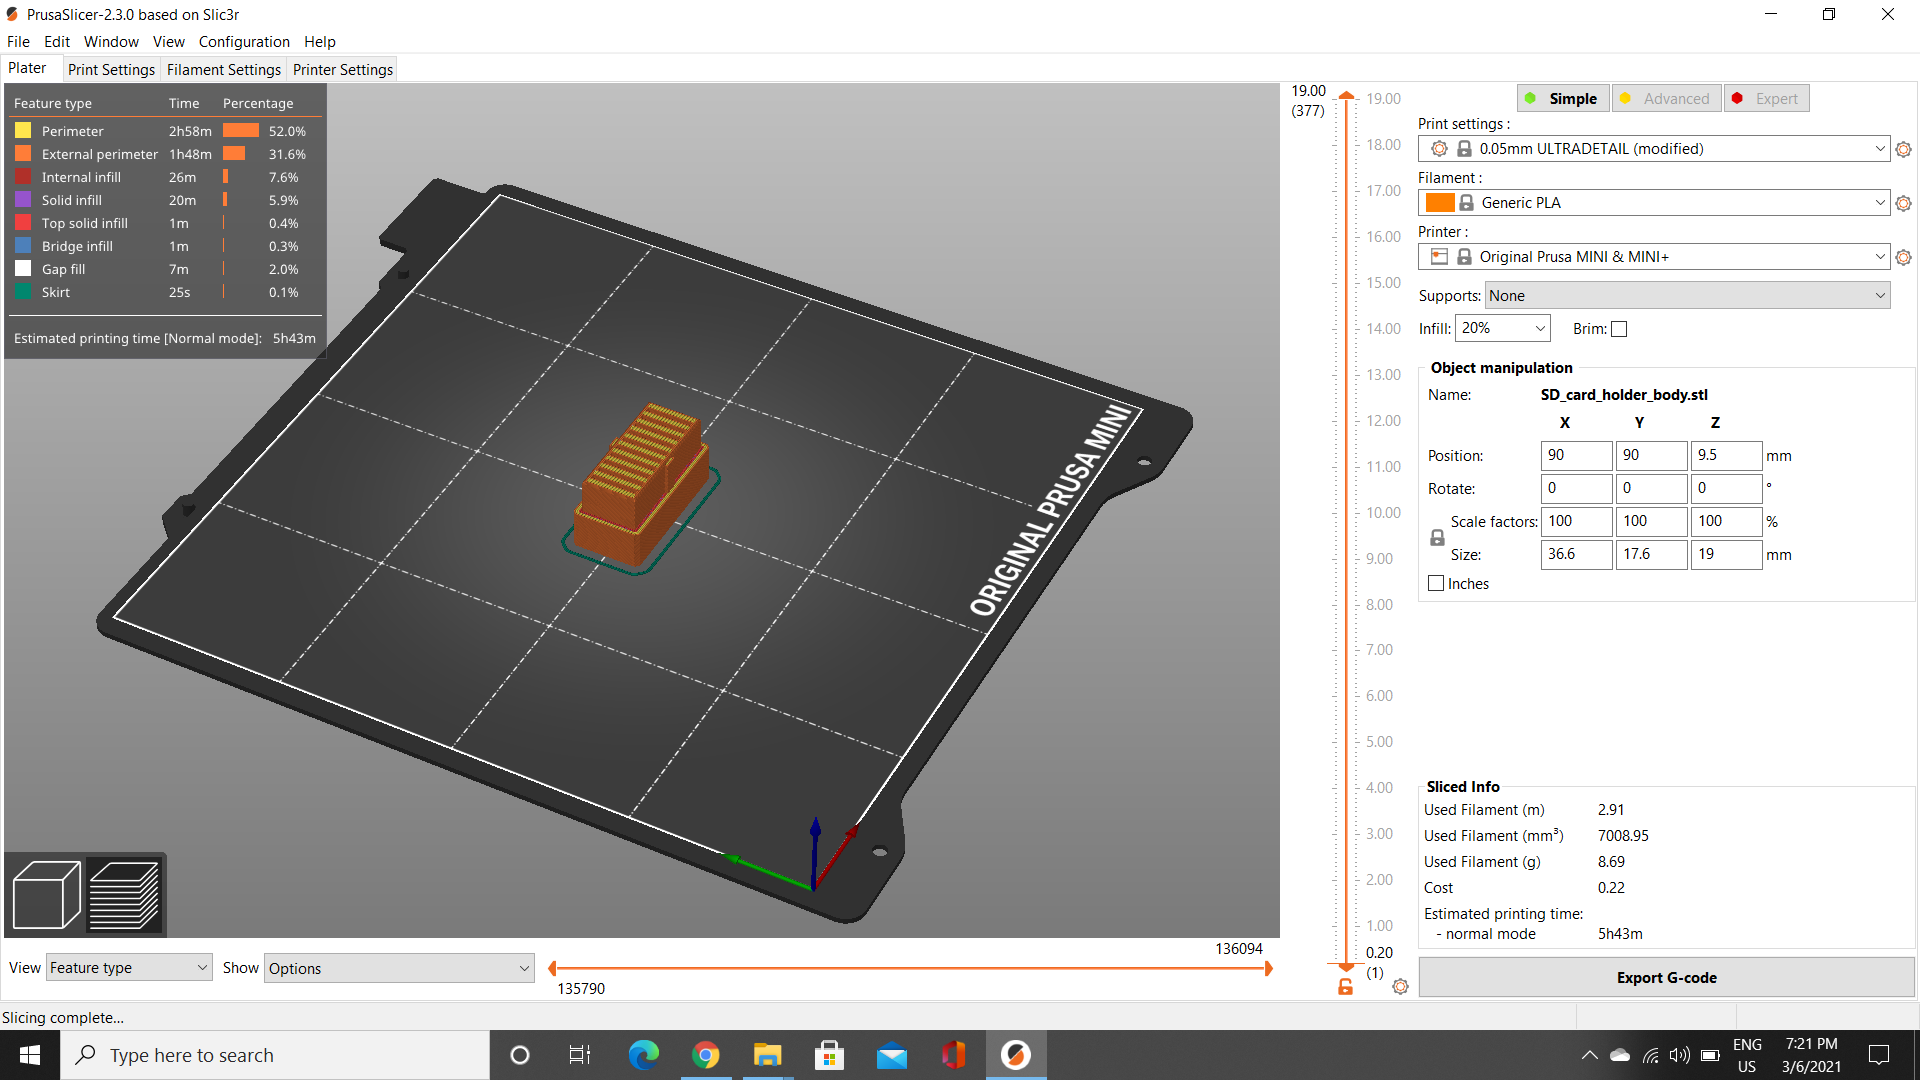 PrusaSlicer-2.3.0 based on Slic3r
File Edit Window View Configuration Help
Plater Print Settings Filament Settings Printer Settings
Feature type Time Percentage
Perimeter 2h58m 52.0%
External perimeter 1h48m 31.6%
Internal infill 26m 7.6%
Solid infill 20m 5.9%
Top solid infill 1m 0.4%
Bridge infill 1m 0.3%
Gap fill 7m 2.0%
Skirt 25s 0.1%
Estimated printing time [Normal mode]: 5h43m
ORIGINAL PRUSA MINI
19.00
(377)
19.00
18.00
17.00
16.00
15.00
14.00
13.00
12.00
11.00
10.00
9.00
8.00
7.00
6.00
5.00
4.00
3.00
2.00
1.00
0.20
(1)
Simple Advanced Expert
Print settings :
0.05mm ULTRADETAIL (modified)
Filament :
Generic PLA
Printer :
Original Prusa MINI & MINI+
Supports: None
Infill: 20% Brim:
Object manipulation
Name: SD_card_holder_body.stl
X Y Z
Position: 90 90 9.5 mm
Rotate: 0 0 0 °
Scale factors: 100 100 100 %
Size: 36.6 17.6 19 mm
Inches
Sliced Info
Used Filament (m) 2.91
Used Filament (mm³) 7008.95
Used Filament (g) 8.69
Cost 0.22
Estimated printing time:
- normal mode 5h43m
Export G-code
136094
View Feature type Show Options
135790
Slicing complete...
Type here to search
ENG
US
7:21 PM
3/6/2021